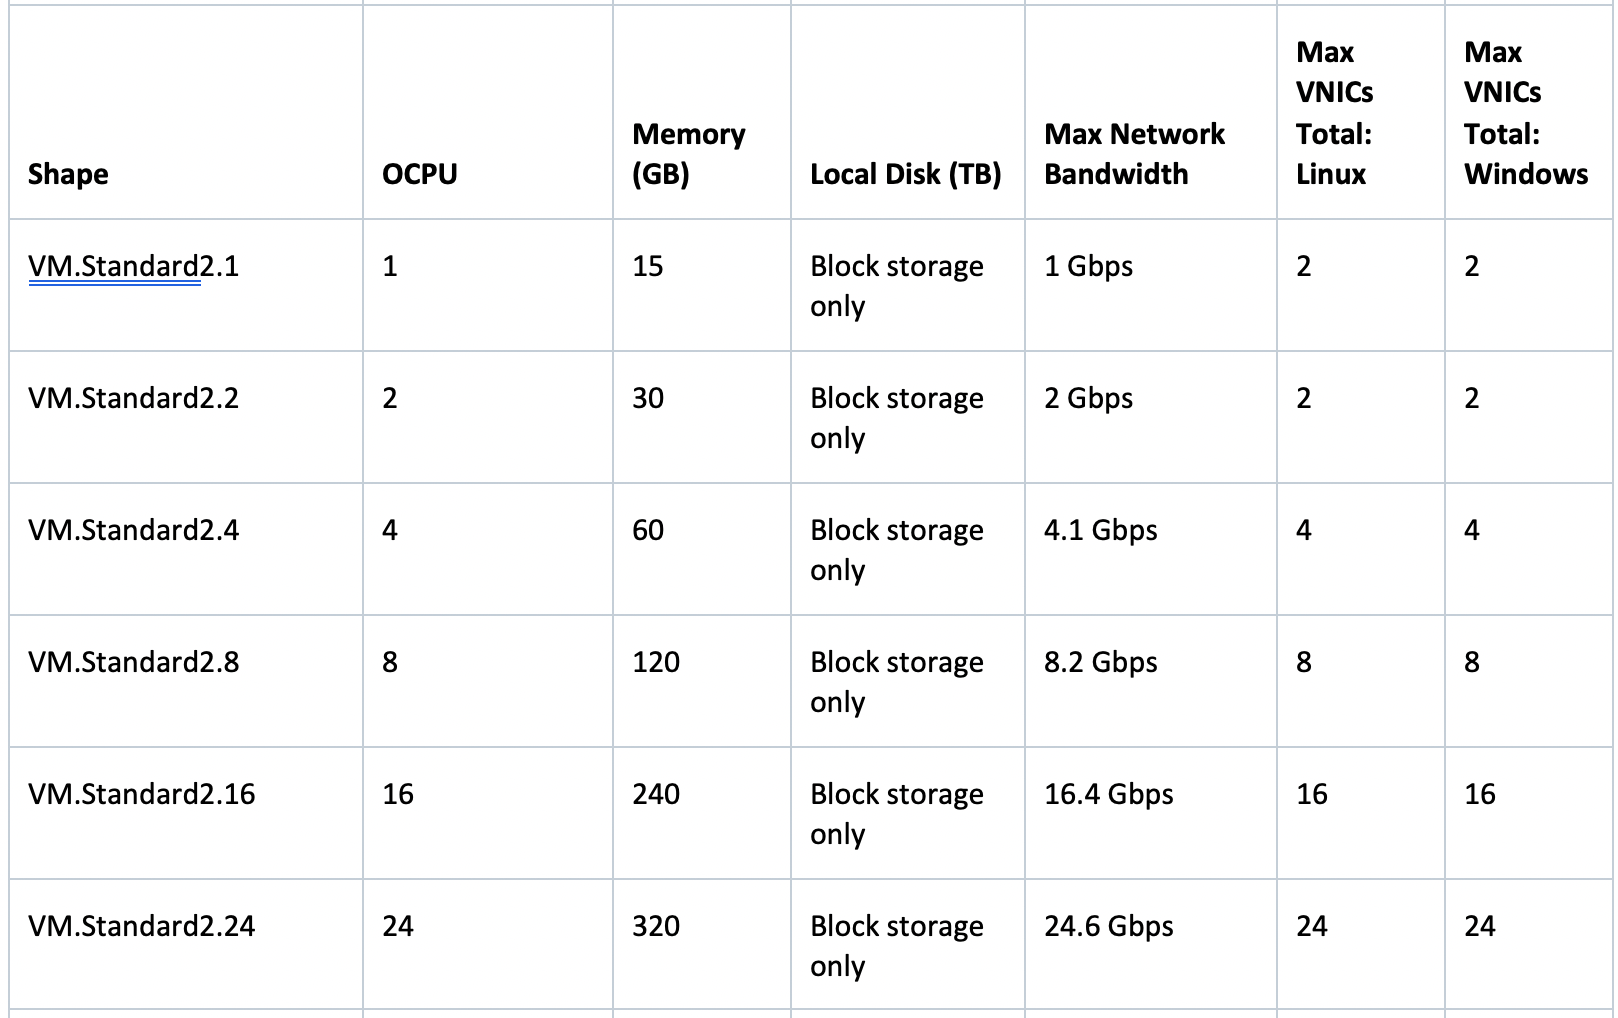 Shape OCPU Memory (GB) Local Disk (TB) Max Network Bandwidth Max VNICs Total: Linux Max VNICs Total: Windows
VM.Standard2.1 1 15 Block storage only 1 Gbps 2 2
VM.Standard2.2 2 30 Block storage only 2 Gbps 2 2
VM.Standard2.4 4 60 Block storage only 4.1 Gbps 4 4
VM.Standard2.8 8 120 Block storage only 8.2 Gbps 8 8
VM.Standard2.16 16 240 Block storage only 16.4 Gbps 16 16
VM.Standard2.24 24 320 Block storage only 24.6 Gbps 24 24